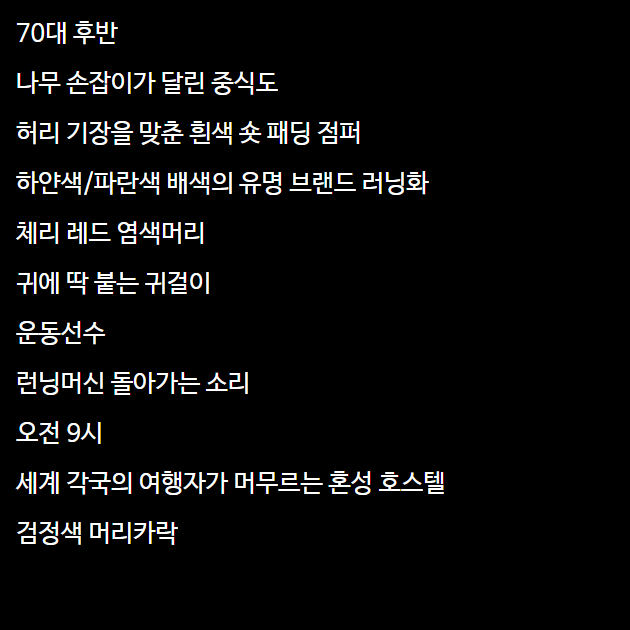 70대 후반
나무 손잡이가 달린 중식도
허리 기장을 맞춘 흰색 숏 패딩 점퍼
하얀색/파란색 배색의 유명 브랜드 러닝화
체리 레드 염색머리
귀에 딱 붙는 귀걸이
운동선수
런닝머신 돌아가는 소리
오전 9시
세계 각국의 여행자가 머무르는 혼성 호스텔
검정색 머리카락